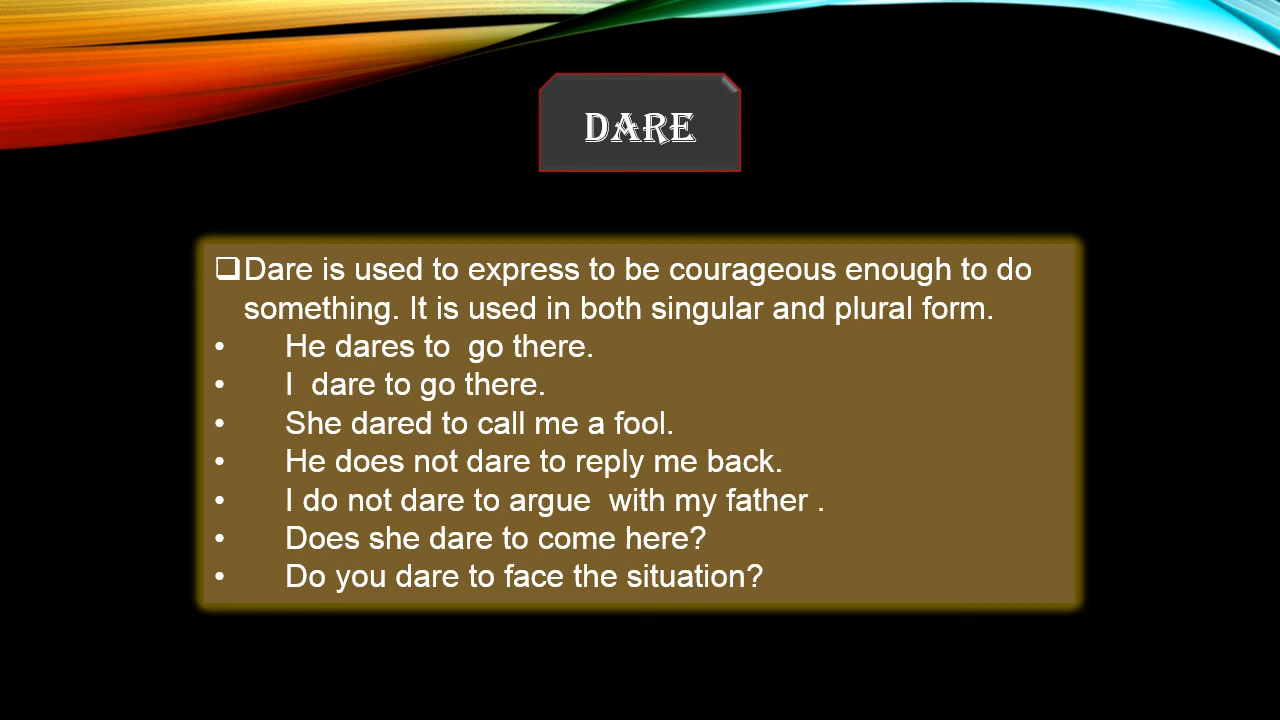 DARE
❑Dare is used to express to be courageous enough to do
something. It is used in both singular and plural form.
• He dares to  go there.
• I  dare to go there.
• She dared to call me a fool.
• He does not dare to reply me back.
• I do not dare to argue  with my father .
• Does she dare to come here?
• Do you dare to face the situation?